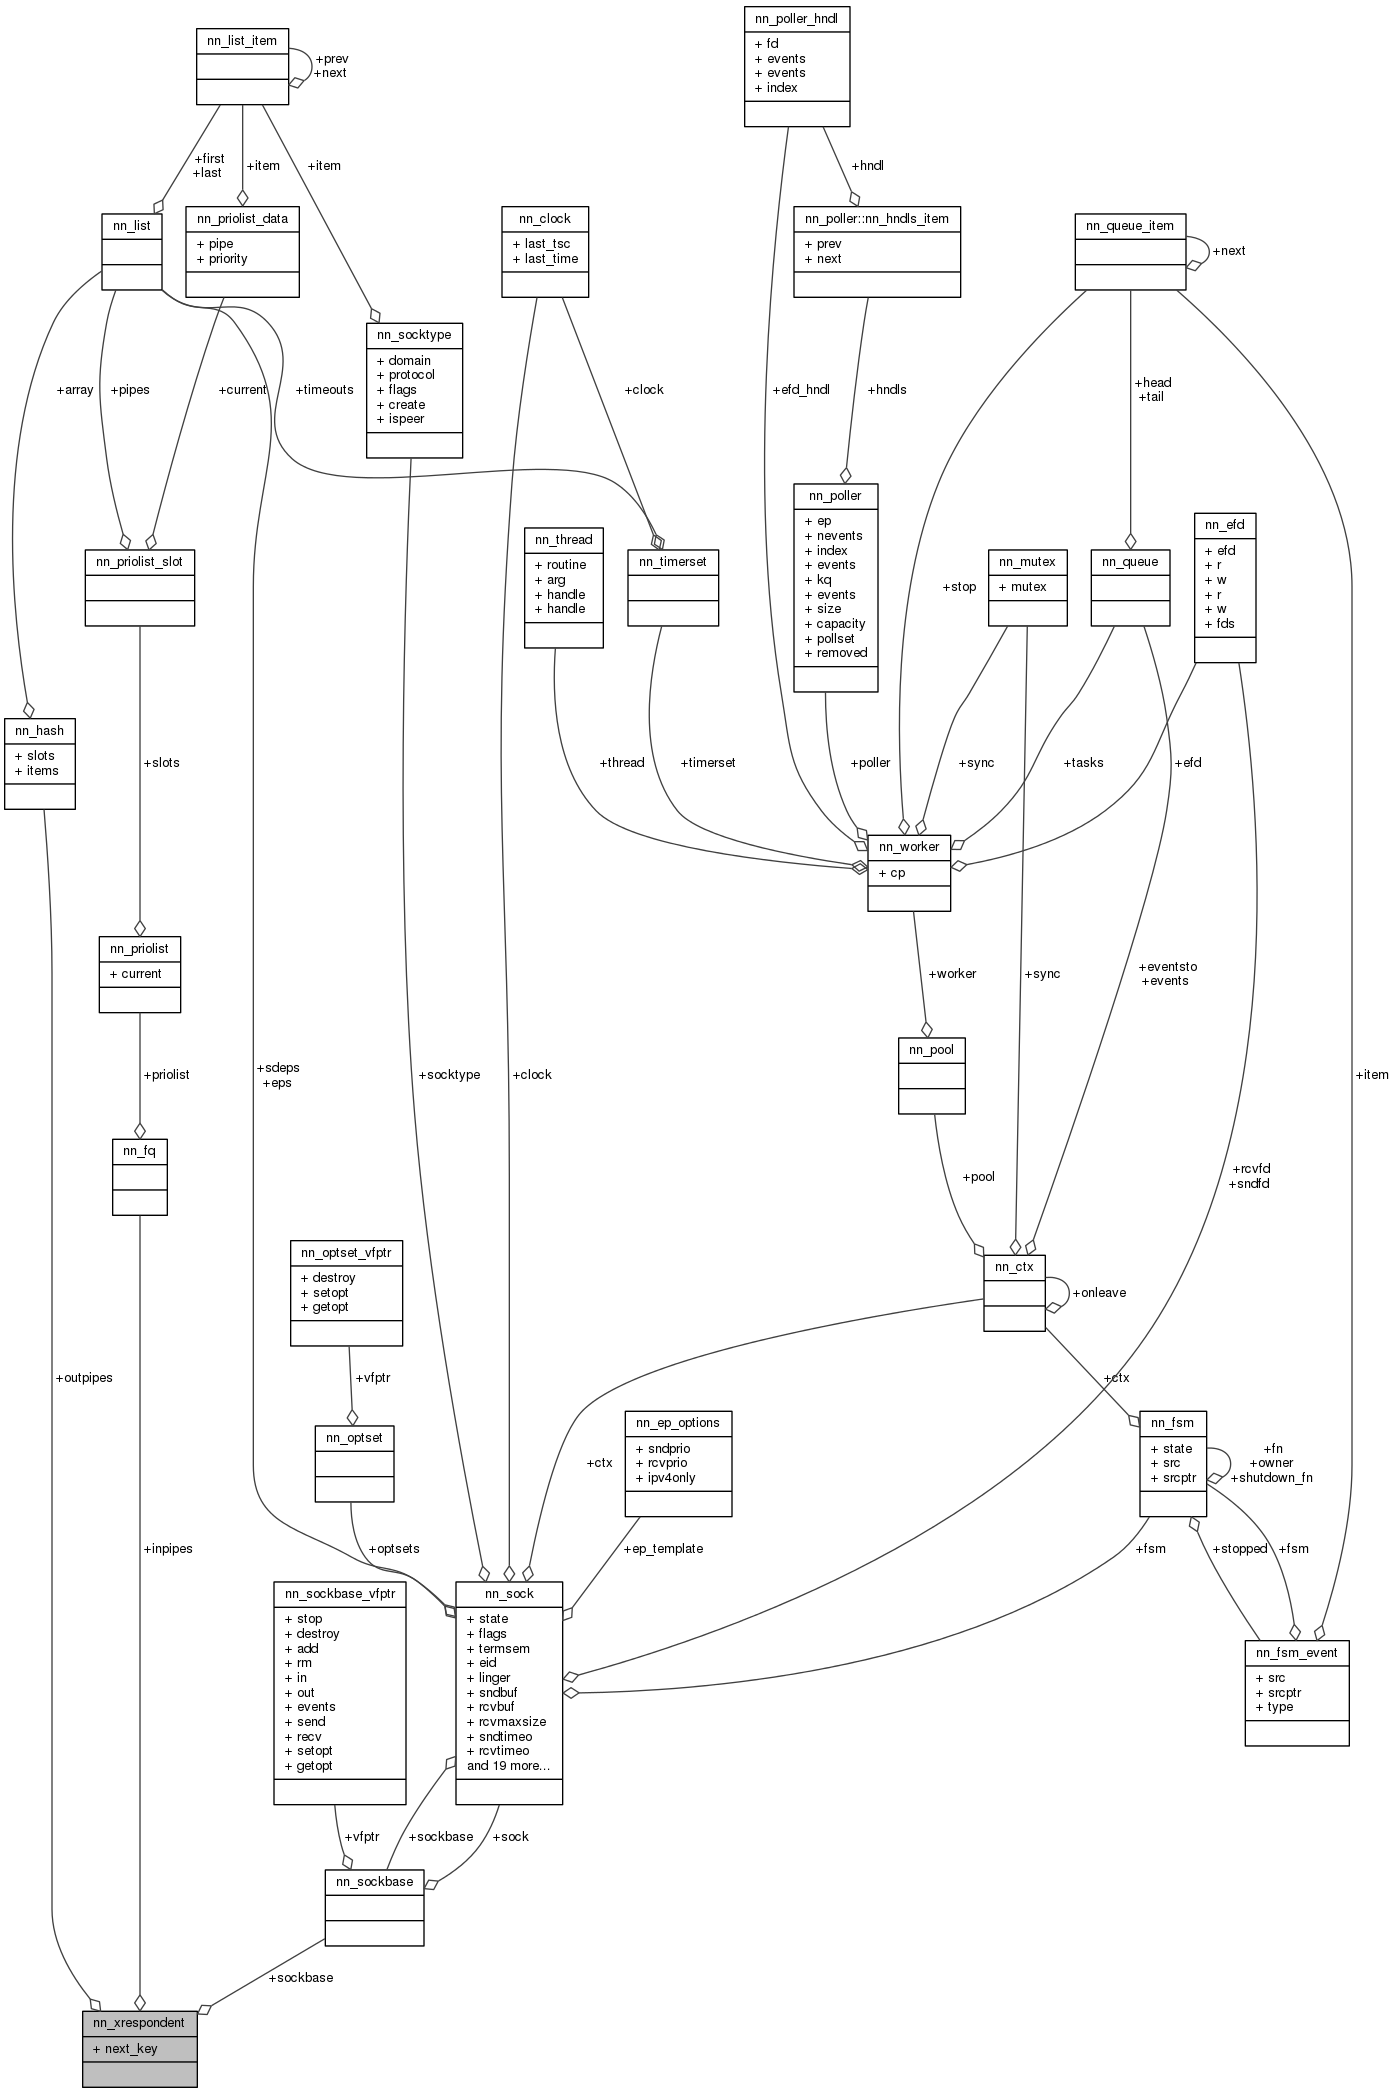 nn_poller_hndl
+ fd
+ events
+ events
+ index
nn_list_item
+prev
+next
+first
+last
+item
+item
+hndl
nn_list
nn_priolist_data
+ pipe
+ priority
nn_clock
+ last_tsc
+ last_time
nn_poller::nn_hndls_item
+ prev
+ next
nn_queue_item
+next
nn_socktype
+ domain
+ protocol
+ flags
+ create
+ ispeer
+array
+pipes
+current
+timeouts
+clock
+efd_hndl
+hndls
+head
+tail
nn_poller
+ ep
+ nevents
+ index
+ events
+ kq
+ events
+ size
+ capacity
+ pollset
+ removed
nn_efd
+ efd
+ r
+ w
+ r
+ w
+ fds
nn_thread
+ routine
+ arg
+ handle
+ handle
nn_priolist_slot
nn_timerset
+stop
nn_mutex
+ mutex
nn_queue
nn_hash
+ slots
+ items
+slots
+thread
+timerset
+poller
+sync
+tasks
+efd
nn_worker
+ cp
nn_priolist
+ current
+worker
+sync
+eventsto
+events
nn_pool
+priolist
+sdeps
+eps
+socktype
+clock
+item
nn_fq
+pool
+rcvfd
+sndfd
nn_optset_vfptr
+ destroy
+ setopt
+ getopt
nn_ctx
+onleave
+outpipes
+vfptr
+ctx
nn_optset
+ctx
nn_ep_options
+ sndprio
+ rcvprio
+ ipv4only
nn_fsm
+ state
+ src
+ srcptr
+fn
+owner
+shutdown_fn
+inpipes
+optsets
+ep_template
+fsm
+stopped
+fsm
nn_sockbase_vfptr
+ stop
+ destroy
+ add
+ rm
+ in
+ out
+ events
+ send
+ recv
+ setopt
+ getopt
nn_sock
+ state
+ flags
+ termsem
+ eid
+ linger
+ sndbuf
+ rcvbuf
+ rcvmaxsize
+ sndtimeo
+ rcvtimeo
and 19 more...
nn_fsm_event
+ src
+ srcptr
+ type
+vfptr
+sockbase
+sock
nn_sockbase
+sockbase
nn_xrespondent
+ next_key